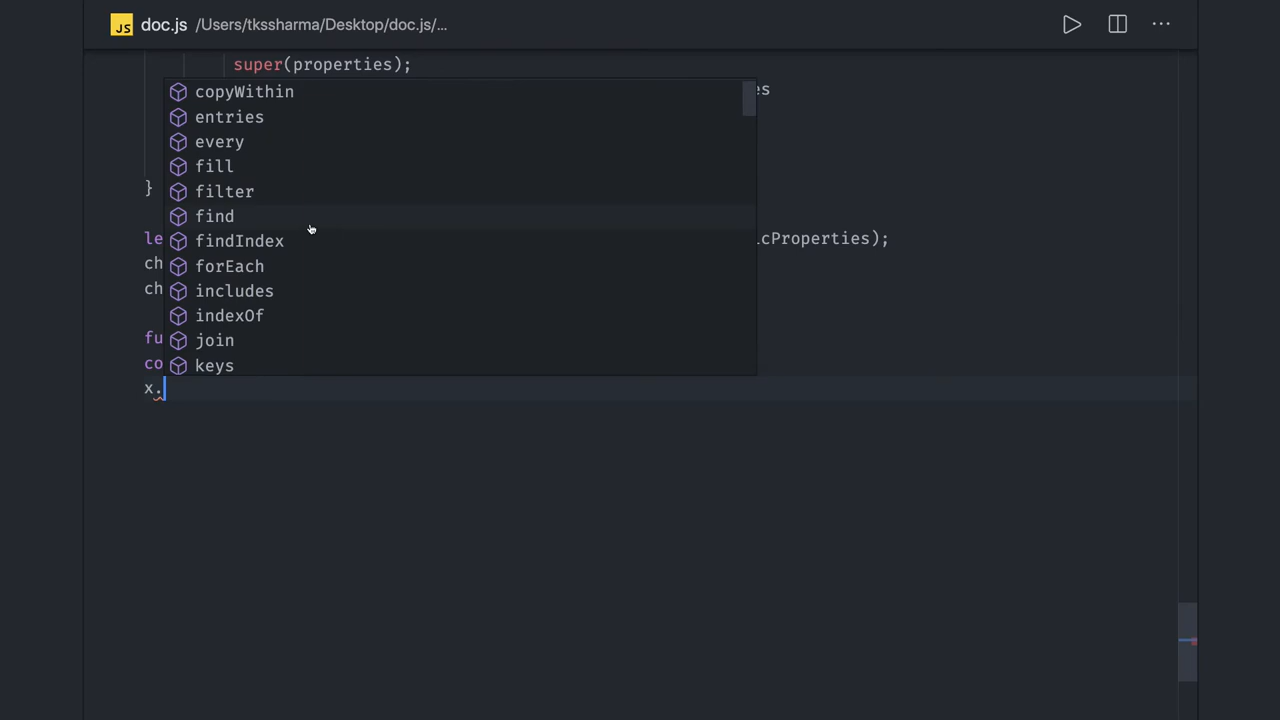 JS doc.js /Users/tkssharma/Desktop/doc.js/...
super(properties);
copyWithin es
entries
every
fill
} filter
find
le findIndex cProperties);
ch forEach
ch includes
indexOf
fu join
co keys
x.